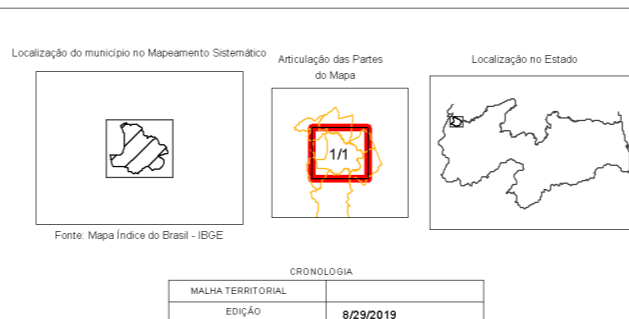 Localização do município no Mapeamento Sistemático
Articulação das Partes
do Mapa
Localização no Estado
1/1
Fonte: Mapa Índice do Brasil - IBGE
CRONOLOGIA
MALHA TERRITORIAL
EDIÇÃO 8/29/2019